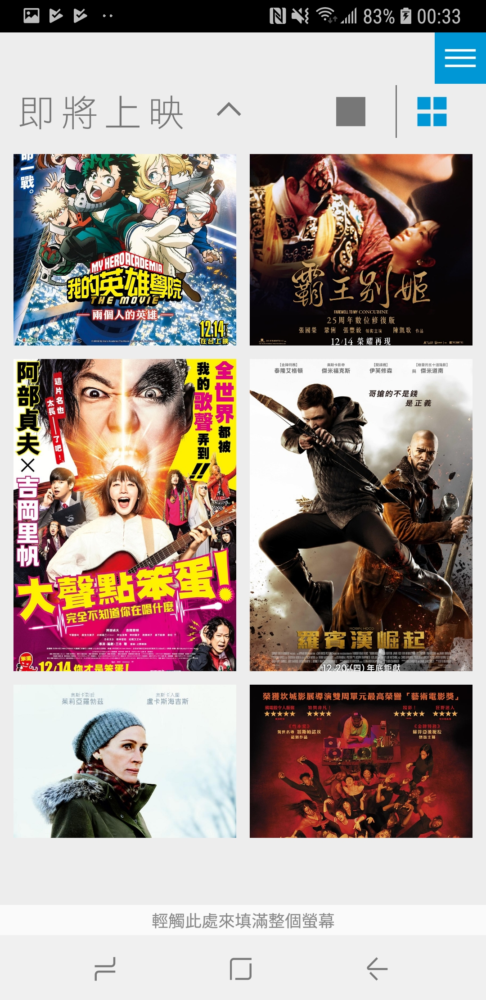 83% 00:33
即將上映
命一戰。
MY HERO ACADEMIA
我的英雄學院
THE MOVIE
兩個人的英雄
12.14
在台上映
霸王別姬
FAREWELL TO MY CONCUBINE
25周年數位修復版
張國榮 鞏俐 張豐毅 領銜主演 陳凱歌 作品
12/14 榮耀再現
阿部貞夫×吉岡里帆
這片名也
太長——了吧!
全世界都被
我的歌聲弄到!!
大聲點笨蛋!
完全不知道你在唱什麼
阿部貞夫 吉岡里帆
笨蛋
12/14 你才是笨蛋!
【金牌特務】 奧斯卡影帝 【間諜橋】 【格雷的五十道陰影】
泰隆艾格頓 傑米福克斯 伊芙修森 與 傑米道南
哥搶的不是錢
是正義
ROBIN HOOD
羅賓漢崛起
12.20(四) 年底鉅獻
奧斯卡影后 奧斯卡入圍
茱莉亞羅勃茲 盧卡斯海吉斯
榮獲坎城影展導演雙周單元最高榮譽「藝術電影獎」
特異非凡! 精彩! 狂野迷人
《性本愛》
驚世名導 加斯帕諾埃
最新作品
《金牌特務》
蘇菲亞波提拉
領銜主舞
輕觸此處來填滿整個螢幕